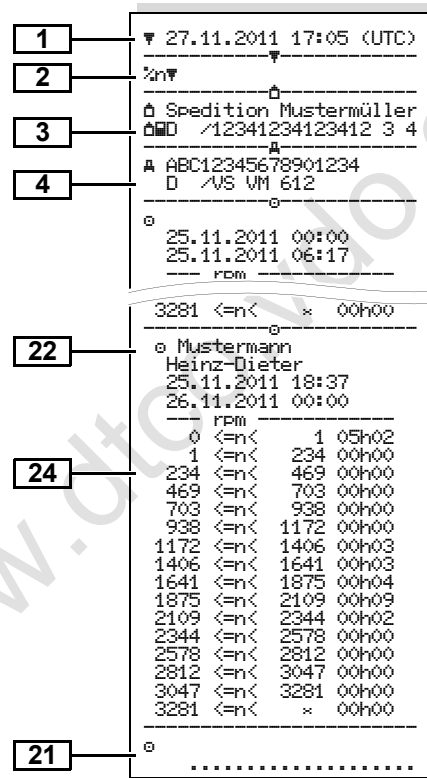 1
▼ 27.11.2011 17:05 (UTC)
2
%n▼
3
Spedition Mustermüller
D /12341234123412 3 4
4
ABC12345678901234
D /VS VM 612
25.11.2011 00:00
25.11.2011 06:17
--- rpm ---
3281 <=n< × 00h00
22
Mustermann
Heinz-Dieter
25.11.2011 18:37
26.11.2011 00:00
24
--- rpm ---
0 <=n< 1 05h02
1 <=n< 234 00h00
234 <=n< 469 00h00
469 <=n< 703 00h00
703 <=n< 938 00h00
938 <=n< 1172 00h00
1172 <=n< 1406 00h03
1406 <=n< 1641 00h03
1641 <=n< 1875 00h04
1875 <=n< 2109 00h09
2109 <=n< 2344 00h02
2344 <=n< 2578 00h00
2578 <=n< 2812 00h00
2812 <=n< 3047 00h00
3047 <=n< 3281 00h00
3281 <=n< × 00h00
21
....................
w.dtco.vdo.